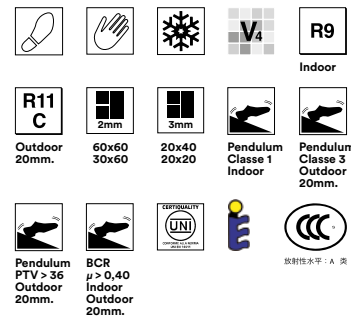 V4
R9
Indoor
R11
C
Outdoor
20mm.
2mm
60x60
30x60
3mm
20x40
20x20
Pendulum
Classe 1
Indoor
Pendulum
Classe 3
Outdoor
20mm.
Pendulum
PTV > 36
Outdoor
20mm.
BCR
µ > 0,40
Indoor
Outdoor
20mm.
CERTIQUALITY
UNI
CCC
放射性水平：A 类